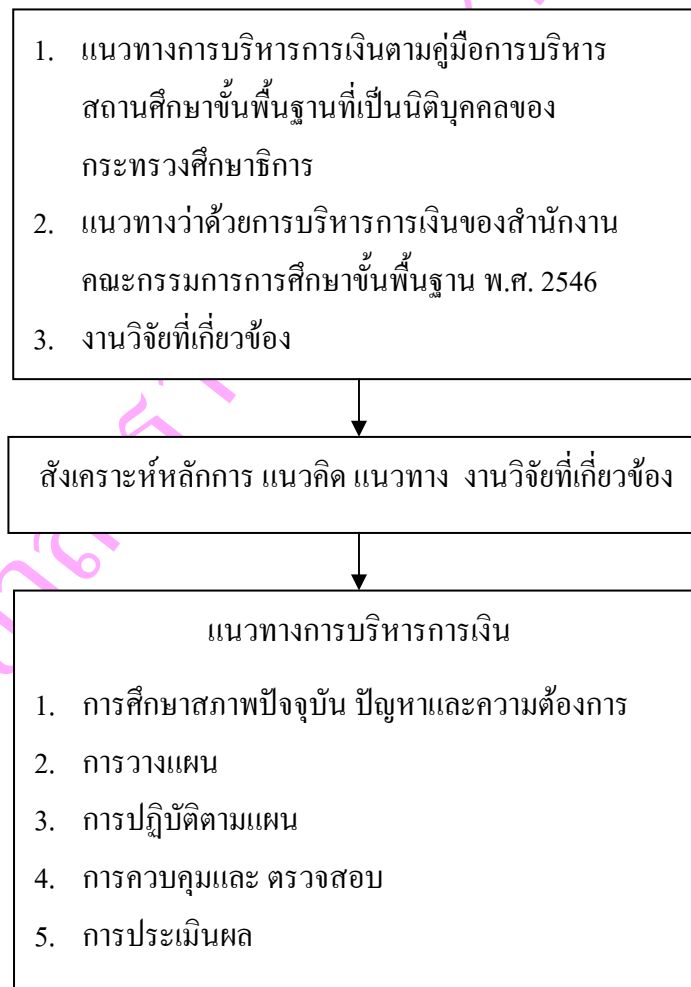 1. แนวทางการบริหารการเงินตามคู่มือการบริหาร
สถานศึกษาขั้นพื้นฐานที่เป็นนิติบุคคลของ
กระทรวงศึกษาธิการ
2. แนวทางว่าด้วยการบริหารการเงินของสำนักงาน
คณะกรรมการการศึกษาขั้นพื้นฐาน พ.ศ. 2546
3. งานวิจัยที่เกี่ยวข้อง
สังเคราะห์หลักการ แนวคิด แนวทาง งานวิจัยที่เกี่ยวข้อง
แนวทางการบริหารการเงิน
1. การศึกษาสภาพปัจจุบัน ปัญหาและความต้องการ
2. การวางแผน
3. การปฏิบัติตามแผน
4. การควบคุมและ ตรวจสอบ
5. การประเมินผล